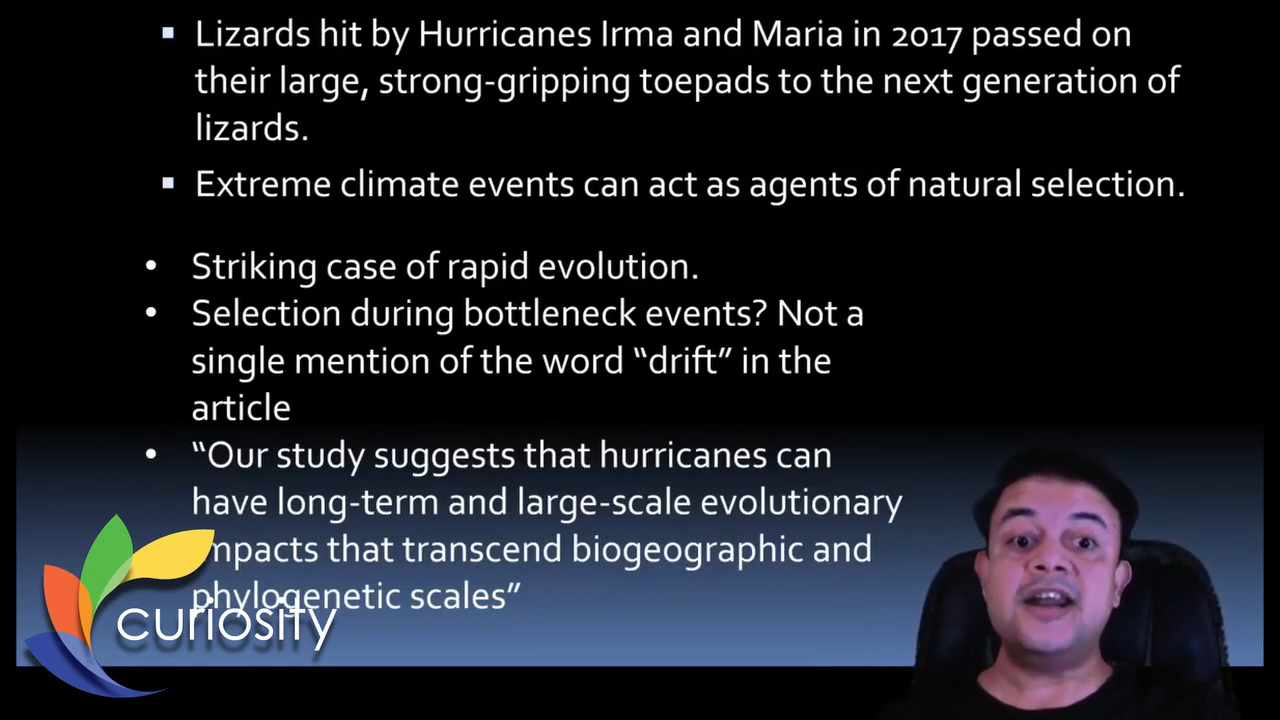 Lizards hit by Hurricanes Irma and Maria in 2017 passed on
their large, strong-gripping toepads to the next generation of
lizards.
Extreme climate events can act as agents of natural selection.
Striking case of rapid evolution.
Selection during bottleneck events? Not a
single mention of the word “drift” in the
article
“Our study suggests that hurricanes can
have long-term and large-scale evolutionary
mpacts that transcend biogeographic and
phylogenetic scales”
curiosity